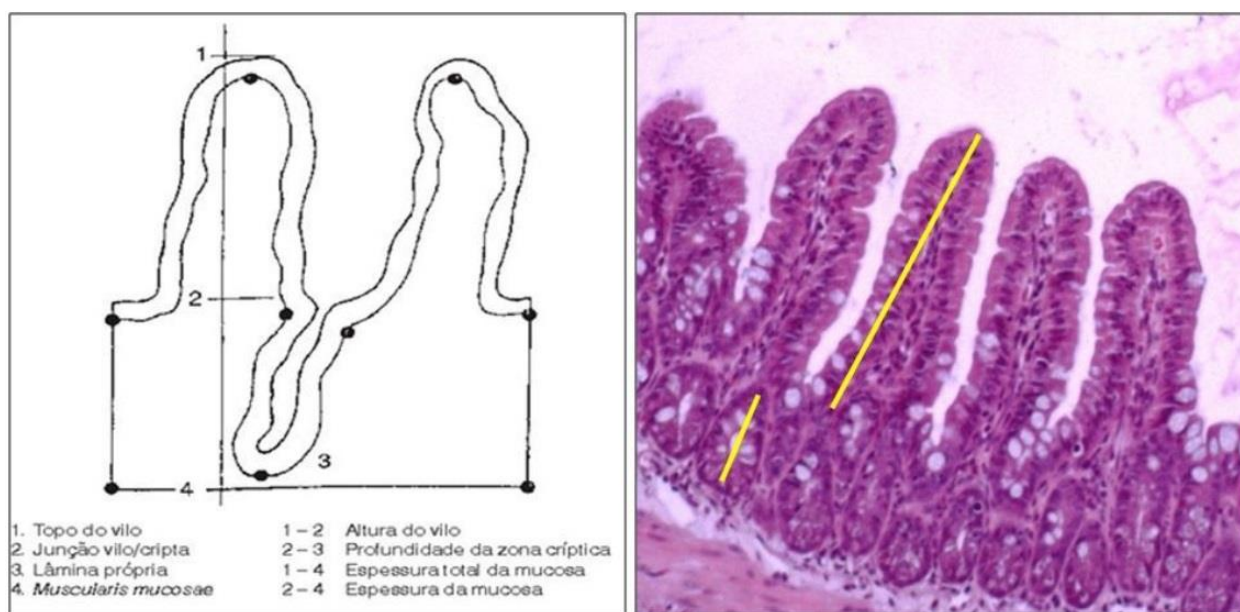 1
2
3
4
1. Topo do vilo
2. Junção vilo/cripta
3. Lâmina própria
4. Muscularis mucosae
1 – 2 Altura do vilo
2 – 3 Profundidade da zona críptica
1 – 4 Espessura total da mucosa
2 – 4 Espessura da mucosa